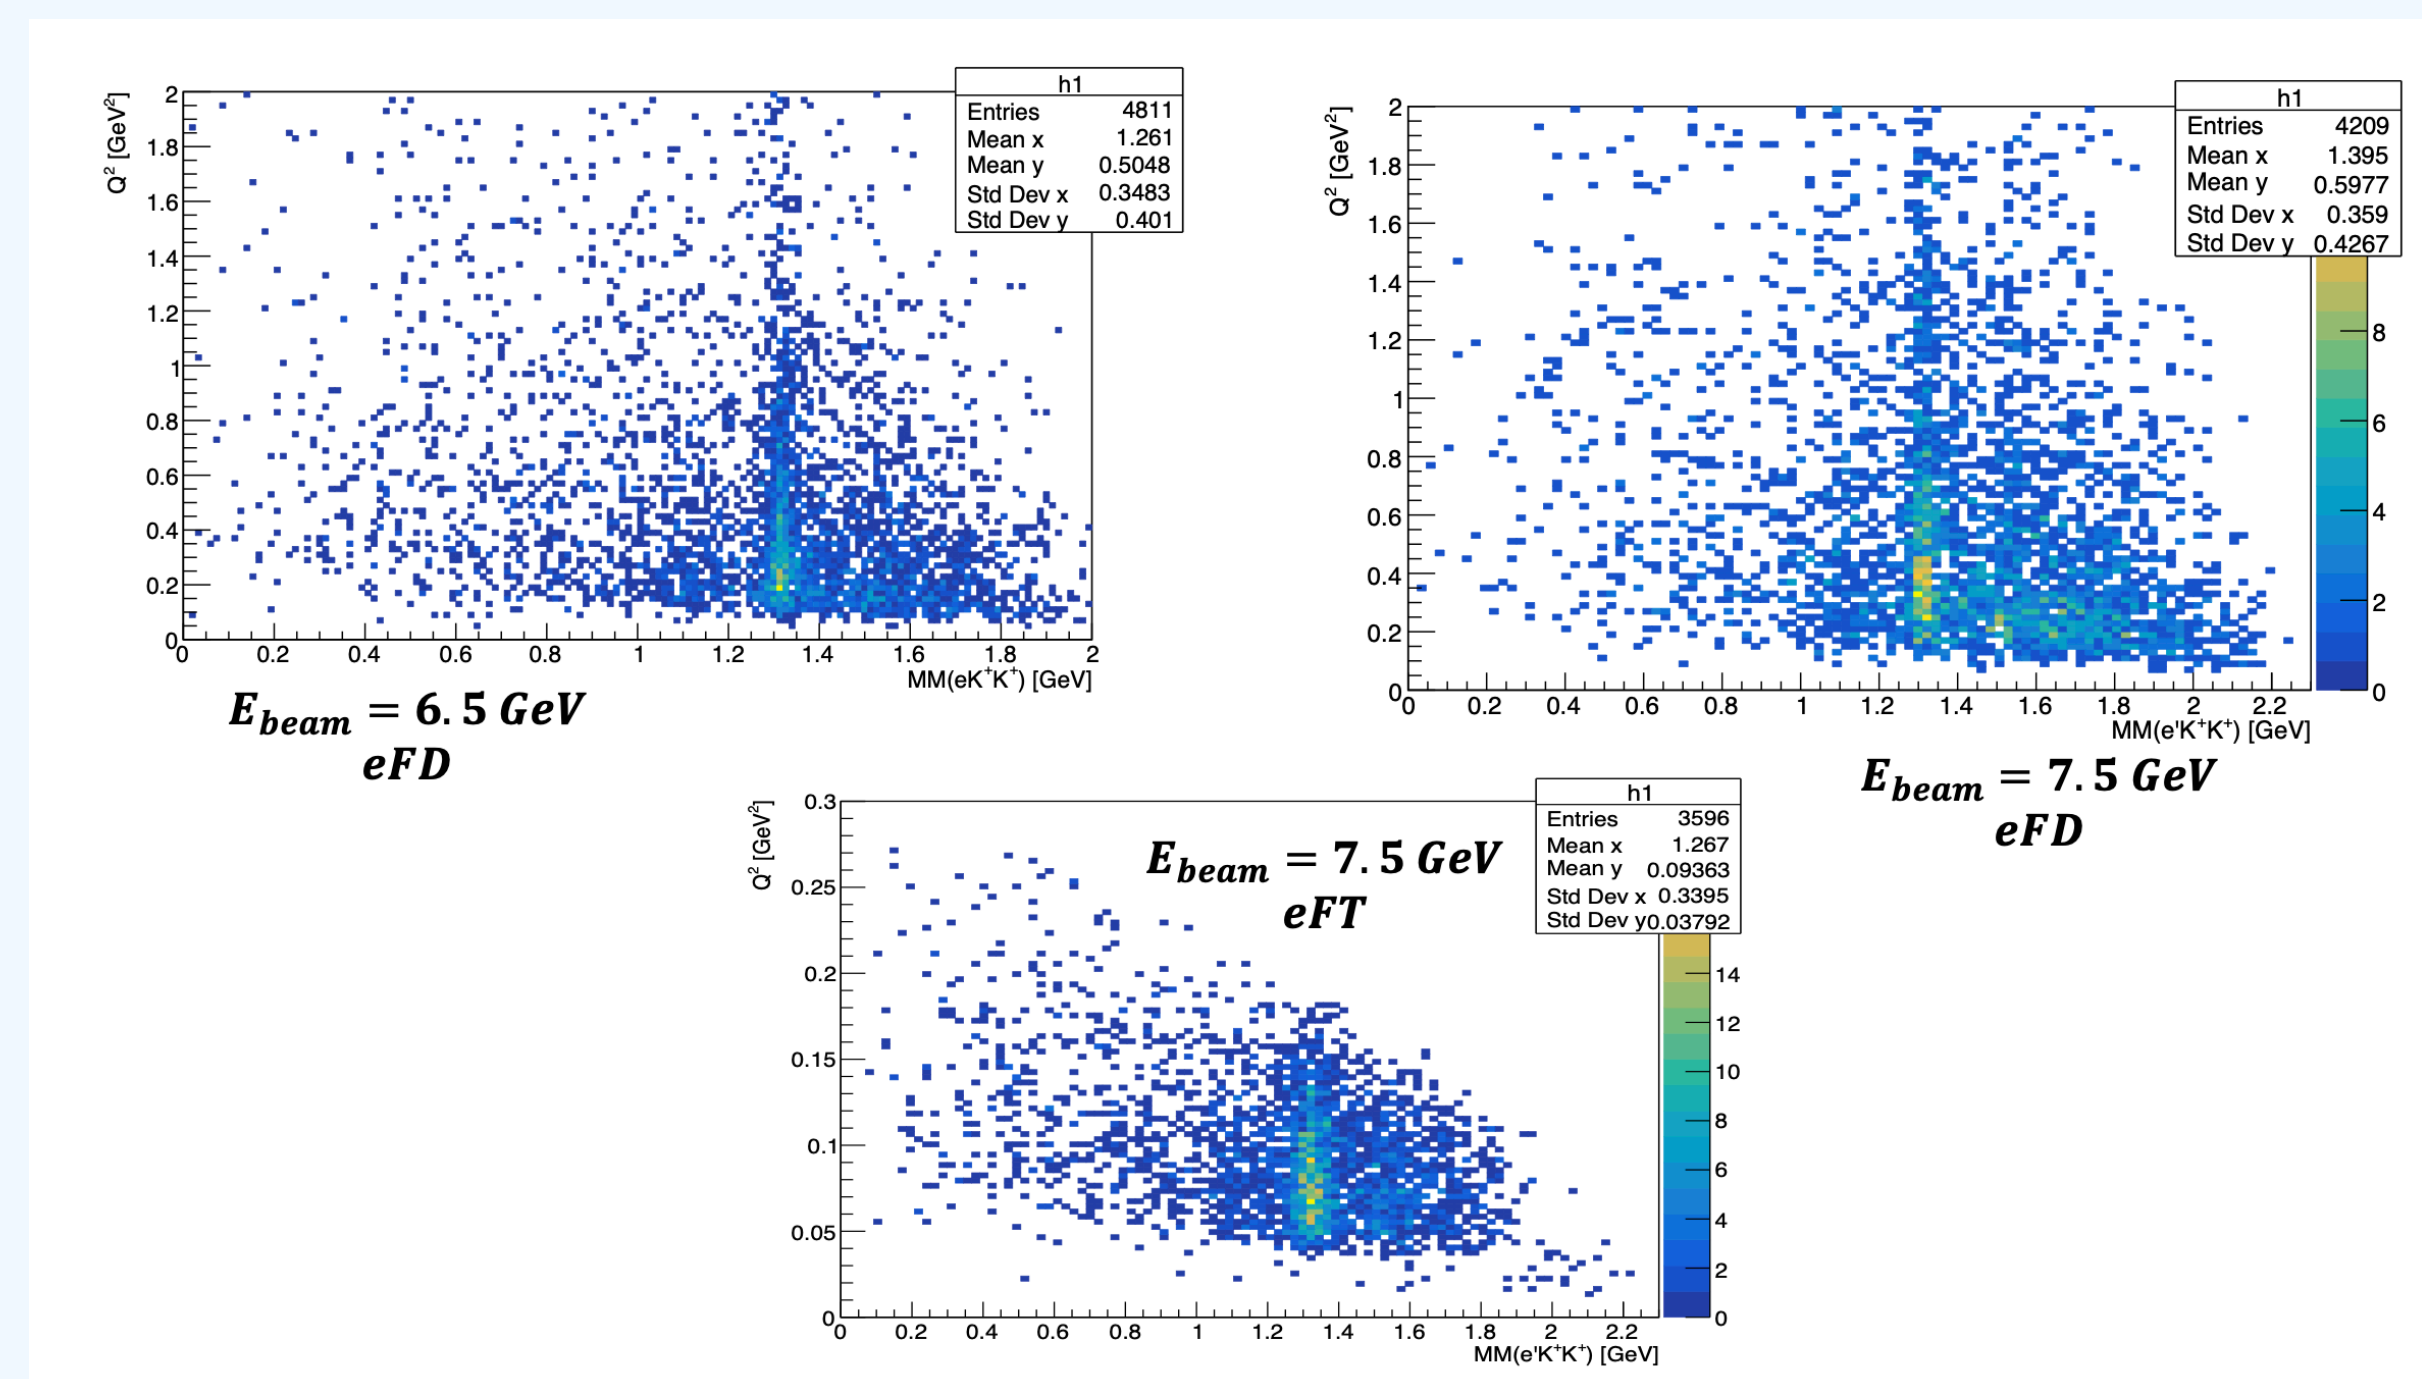 h1
Entries 4811
Mean x 1.261
Mean y 0.5048
Std Dev x 0.3483
Std Dev y 0.401
Q² [GeV²]
2
1.8
1.6
1.4
1.2
1
0.8
0.6
0.4
0.2
0
0 0.2 0.4 0.6 0.8 1 1.2 1.4 1.6 1.8 2
MM(eK⁺K⁺) [GeV]
E_beam = 6.5 GeV
eFD
h1
Entries 4209
Mean x 1.395
Mean y 0.5977
Std Dev x 0.359
Std Dev y 0.4267
Q² [GeV²]
2
1.8
1.6
1.4
1.2
1
0.8
0.6
0.4
0.2
0
8
6
4
2
0
0 0.2 0.4 0.6 0.8 1 1.2 1.4 1.6 1.8 2 2.2
MM(e'K⁺K⁺) [GeV]
E_beam = 7.5 GeV
eFD
h1
Entries 3596
Mean x 1.267
Mean y 0.09363
Std Dev x 0.3395
Std Dev y 0.03792
E_beam = 7.5 GeV
eFT
Q² [GeV²]
0.3
0.25
0.2
0.15
0.1
0.05
0
14
12
10
8
6
4
2
0
0 0.2 0.4 0.6 0.8 1 1.2 1.4 1.6 1.8 2 2.2
MM(e'K⁺K⁺) [GeV]